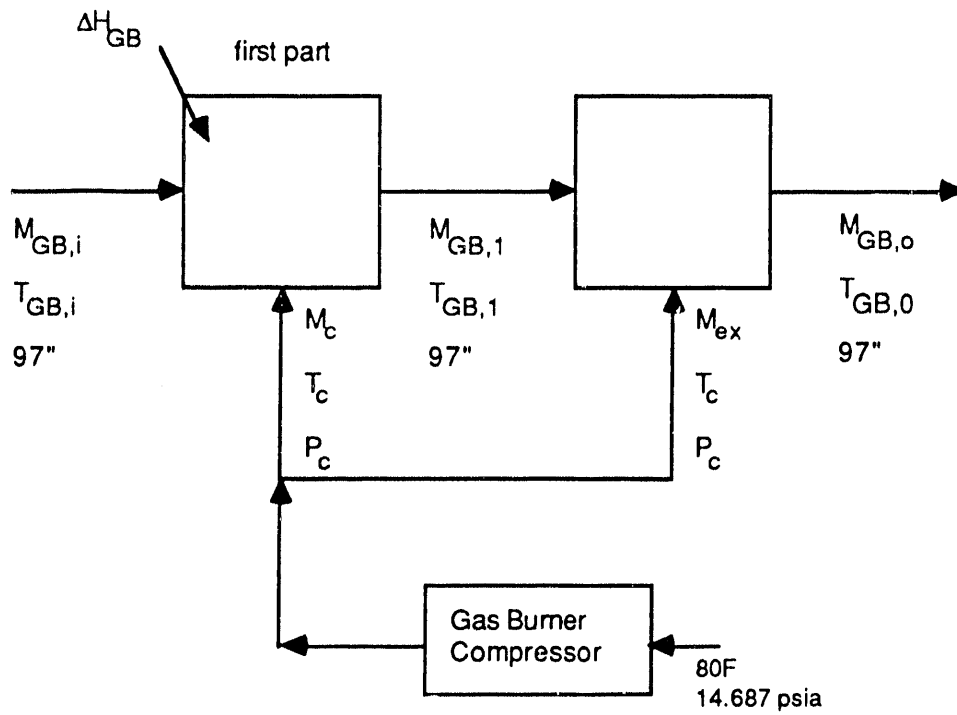 ΔH_GB
first part
M_GB,i
T_GB,i
97"
M_GB,1
T_GB,1
97"
M_GB,o
T_GB,0
97"
M_c
T_c
P_c
M_ex
T_c
P_c
Gas Burner
Compressor
80F
14.687 psia